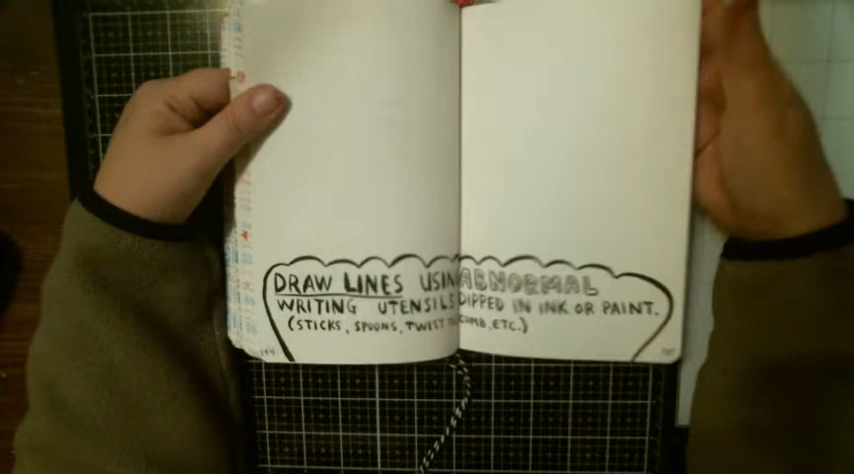 DRAW LINES USING ABNORMAL
WRITING UTENSILS DIPPED IN INK OR PAINT.
(STICKS, SPOONS, TWIST COMB, ETC.)